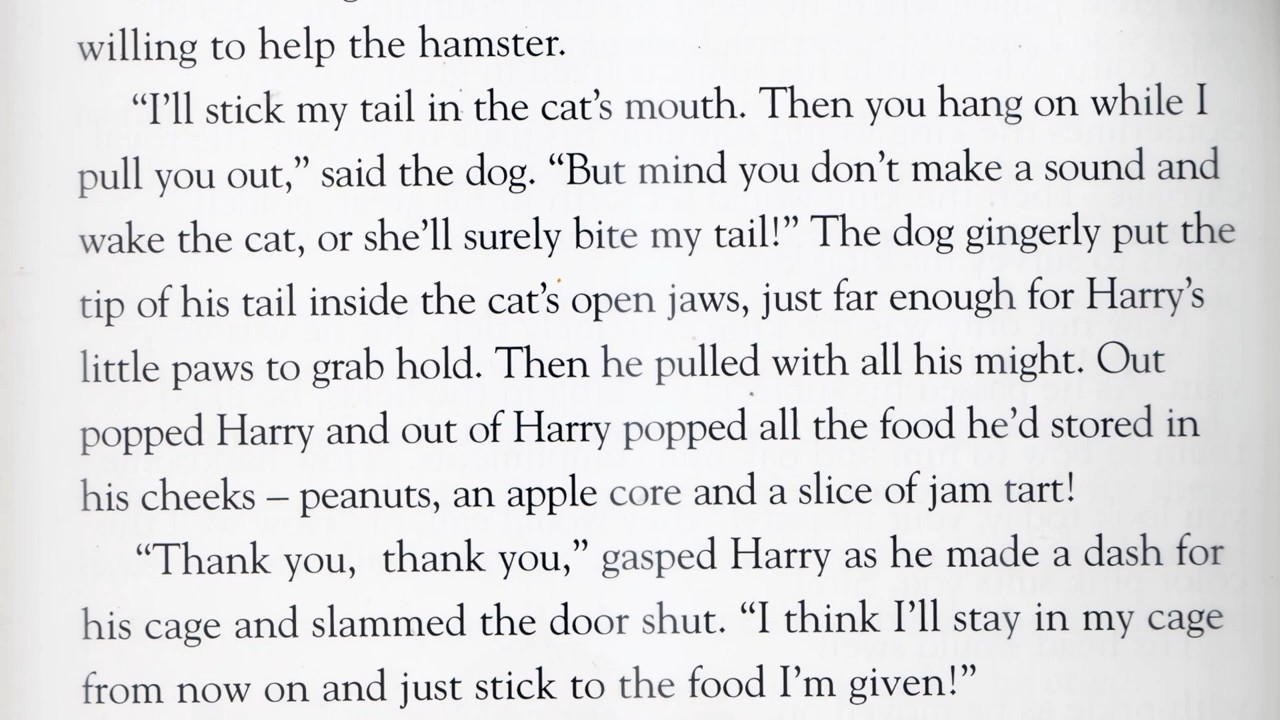 willing to help the hamster.
“I’ll stick my tail in the cat’s mouth. Then you hang on while I
pull you out,” said the dog. “But mind you don’t make a sound and
wake the cat, or she’ll surely bite my tail!” The dog gingerly put the
tip of his tail inside the cat’s open jaws, just far enough for Harry’s
little paws to grab hold. Then he pulled with all his might. Out
popped Harry and out of Harry popped all the food he’d stored in
his cheeks – peanuts, an apple core and a slice of jam tart!
“Thank you,  thank you,” gasped Harry as he made a dash for
his cage and slammed the door shut. “I think I’ll stay in my cage
from now on and just stick to the food I’m given!”